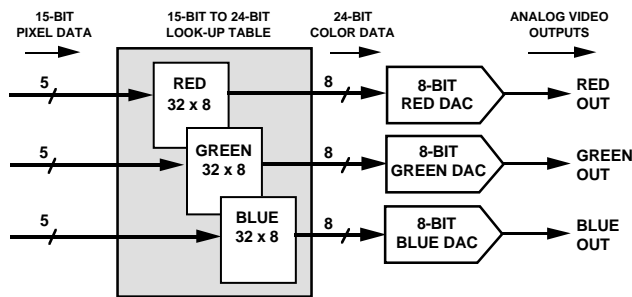 15-BIT
PIXEL DATA
15-BIT TO 24-BIT
LOOK-UP TABLE
24-BIT
COLOR DATA
ANALOG VIDEO
OUTPUTS
5
RED
32 x 8
8
8-BIT
RED DAC
RED
OUT
5
GREEN
32 x 8
8
8-BIT
GREEN DAC
GREEN
OUT
5
BLUE
32 x 8
8
8-BIT
BLUE DAC
BLUE
OUT